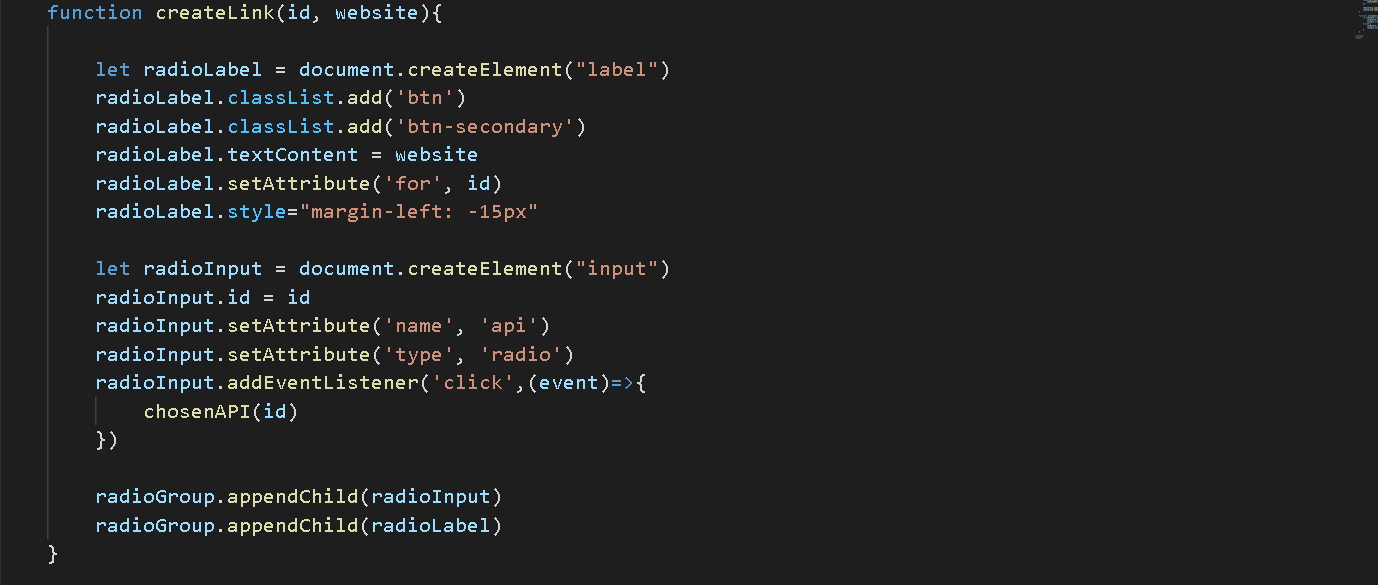 function createLink(id, website){
let radioLabel = document.createElement("label")
radioLabel.classList.add('btn')
radioLabel.classList.add('btn-secondary')
radioLabel.textContent = website
radioLabel.setAttribute('for', id)
radioLabel.style="margin-left: -15px"
let radioInput = document.createElement("input")
radioInput.id = id
radioInput.setAttribute('name', 'api')
radioInput.setAttribute('type', 'radio')
radioInput.addEventListener('click',(event)=>{
chosenAPI(id)
})
radioGroup.appendChild(radioInput)
radioGroup.appendChild(radioLabel)
}